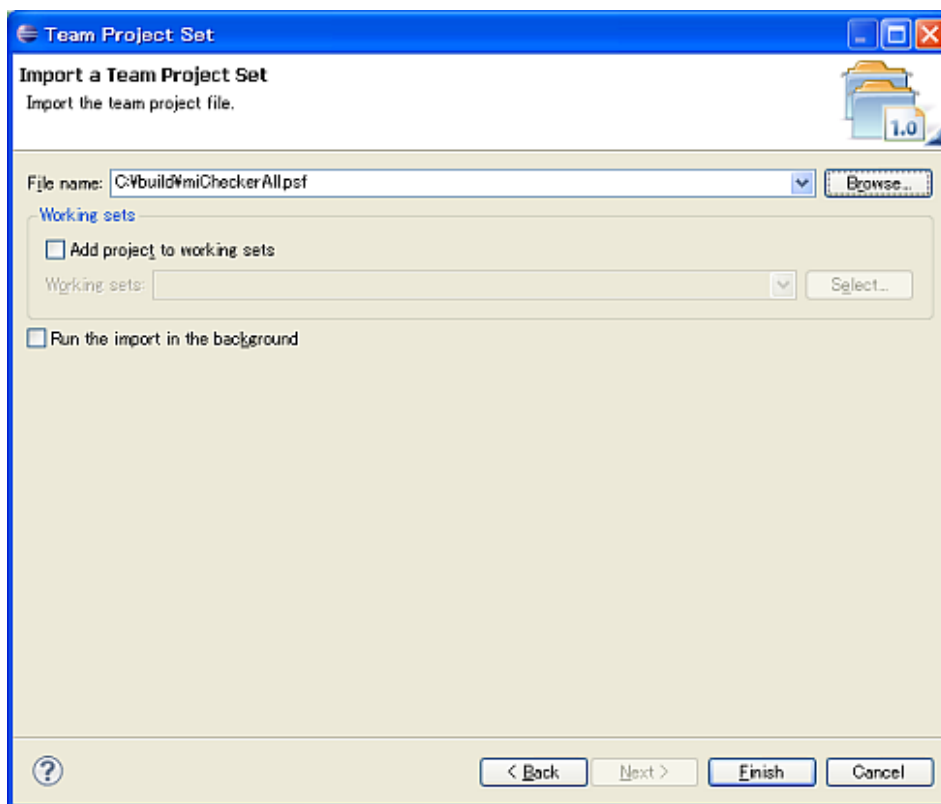 Team Project Set
Import a Team Project Set
Import the team project file.
1.0
File name: C:¥build¥miCheckerAll.psf Browse...
Working sets
Add project to working sets
Working sets: Select...
Run the import in the background
? < Back Next > Finish Cancel